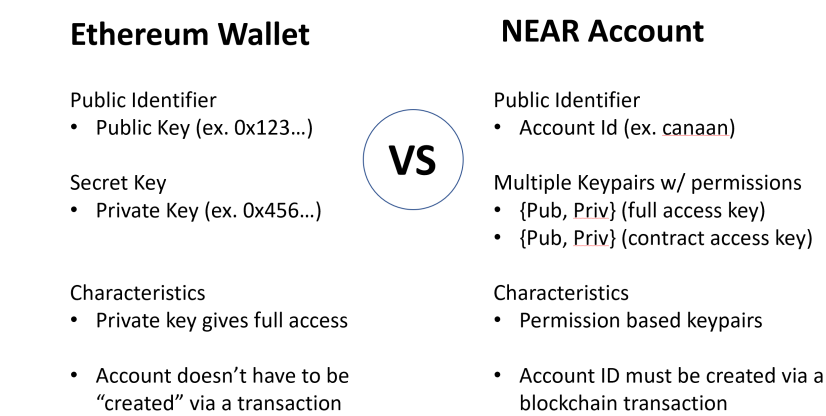 Ethereum Wallet
Public Identifier
• Public Key (ex. 0x123…)
Secret Key
• Private Key (ex. 0x456…)
Characteristics
• Private key gives full access
• Account doesn’t have to be
“created” via a transaction
VS
NEAR Account
Public Identifier
• Account Id (ex. canaan)
Multiple Keypairs w/ permissions
• {Pub, Priv} (full access key)
• {Pub, Priv} (contract access key)
Characteristics
• Permission based keypairs
• Account ID must be created via a
blockchain transaction